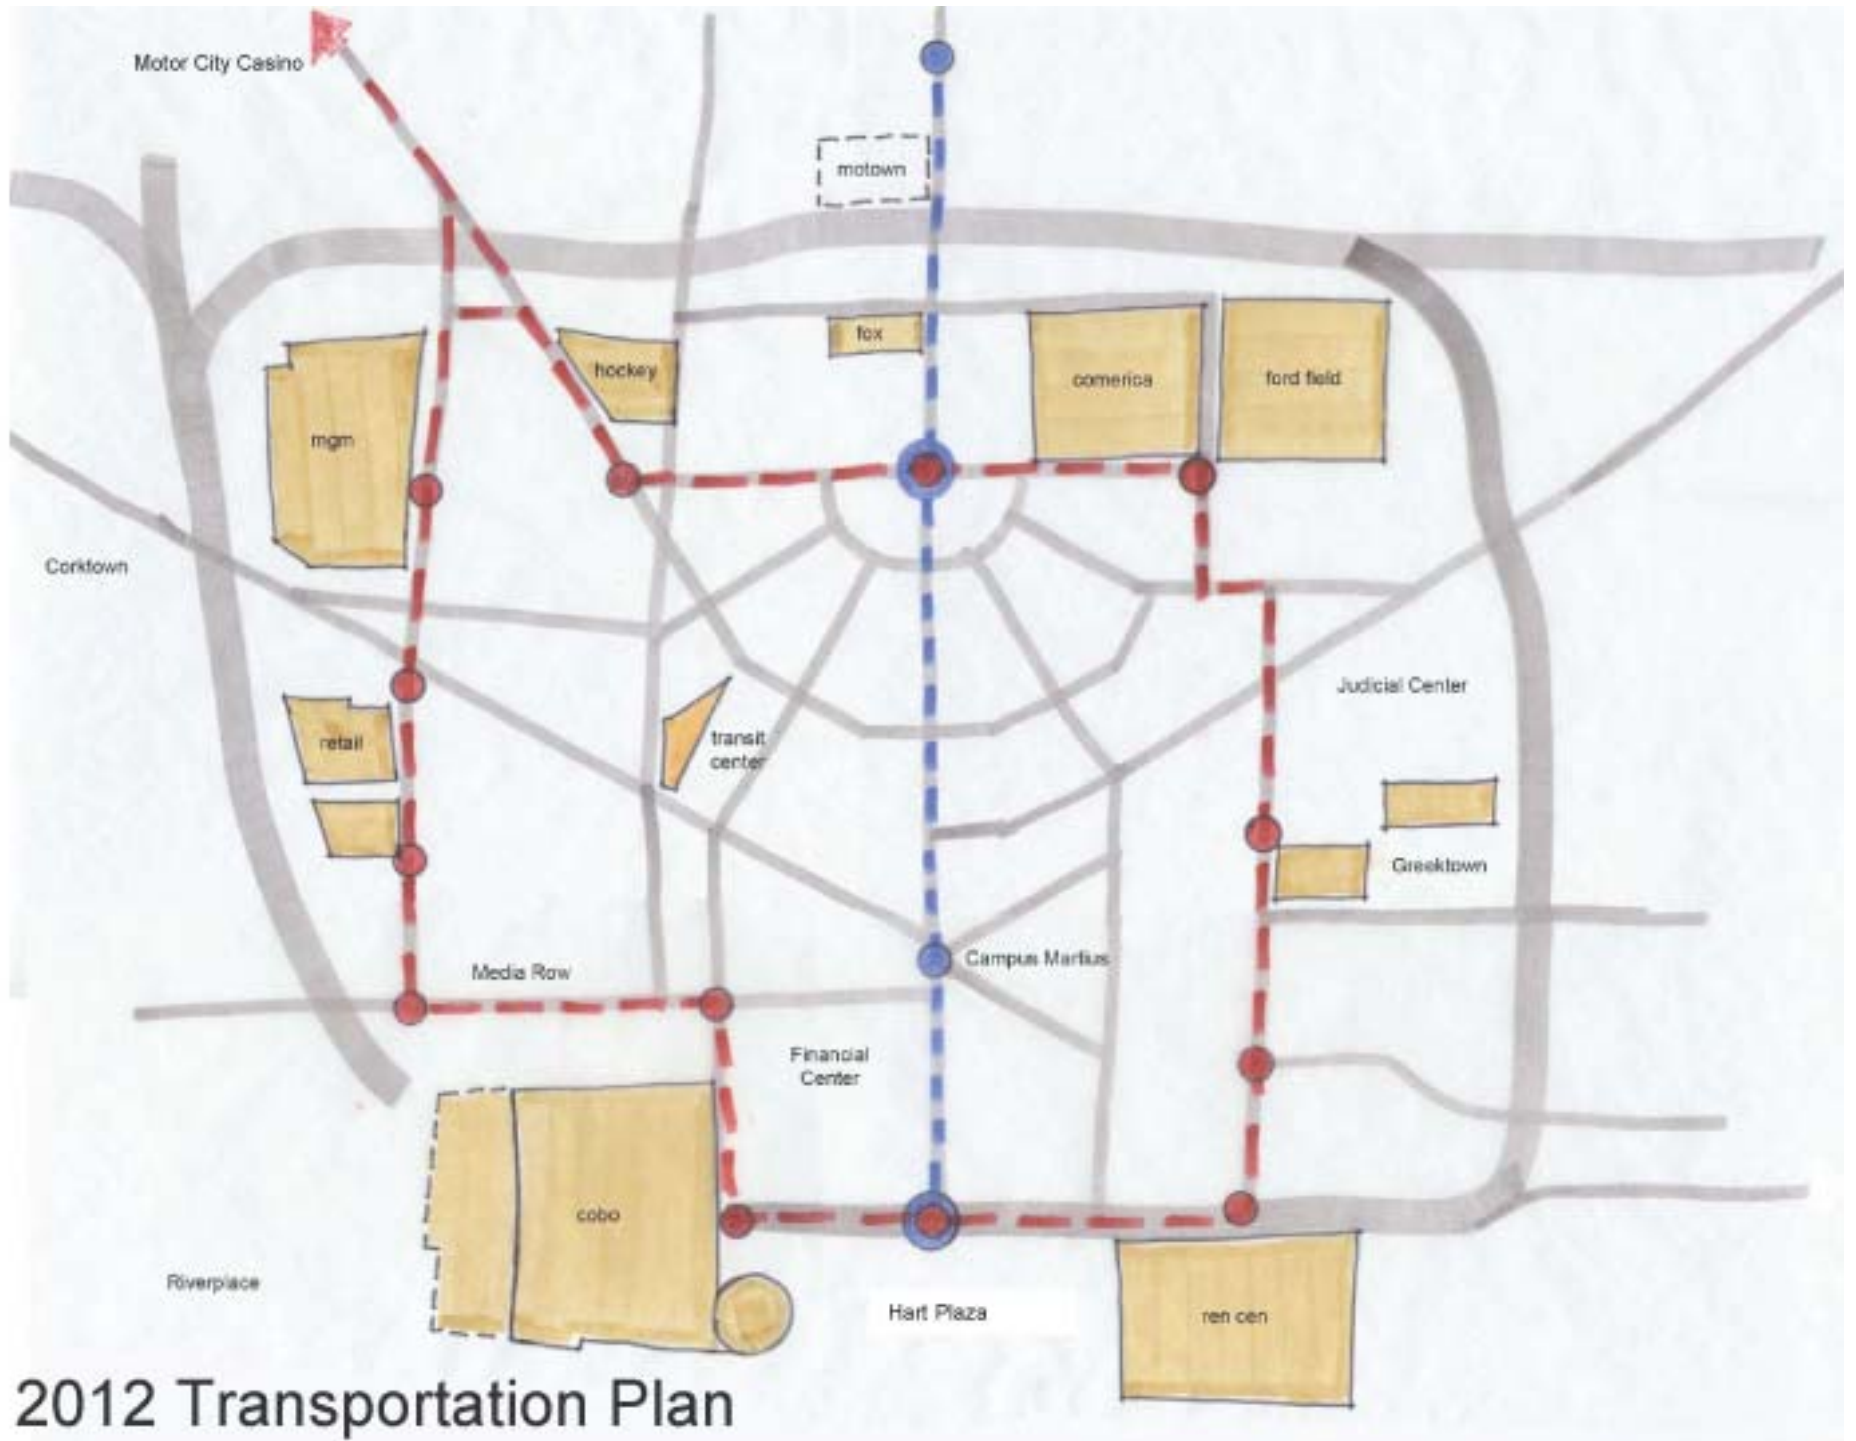 Motor City Casino
motown
fox
hockey
comerica
ford field
mgm
Corktown
Judicial Center
retail
transit
center
Greektown
Campus Martius
Media Row
Financial
Center
cobo
Riverplace
Hart Plaza
ren cen
2012 Transportation Plan